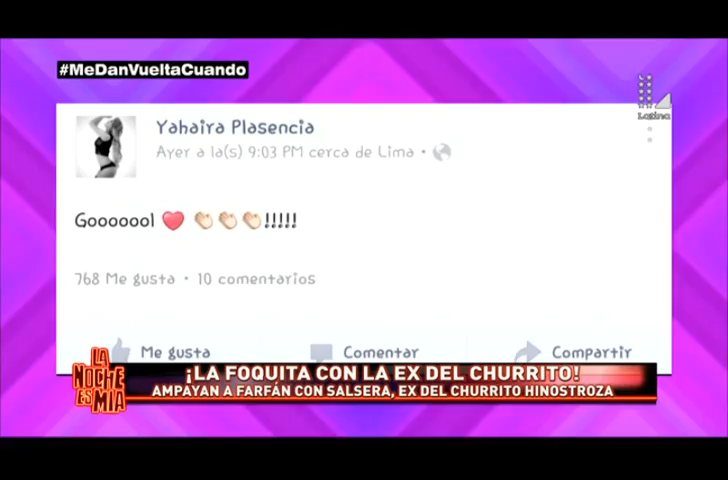 #MeDanVueltaCuando
Latina
Yahaira Plasencia
Ayer a la(s) 9:03 PM cerca de Lima •
Gooooool ❤ 👏👏👏!!!!!
768 Me gusta • 10 comentarios
Me gusta
Comentar
Compartir
LA NOCHE ES MIA
¡LA FOQUITA CON LA EX DEL CHURRITO!
AMPAYAN A FARFÁN CON SALSERA, EX DEL CHURRITO HINOSTROZA